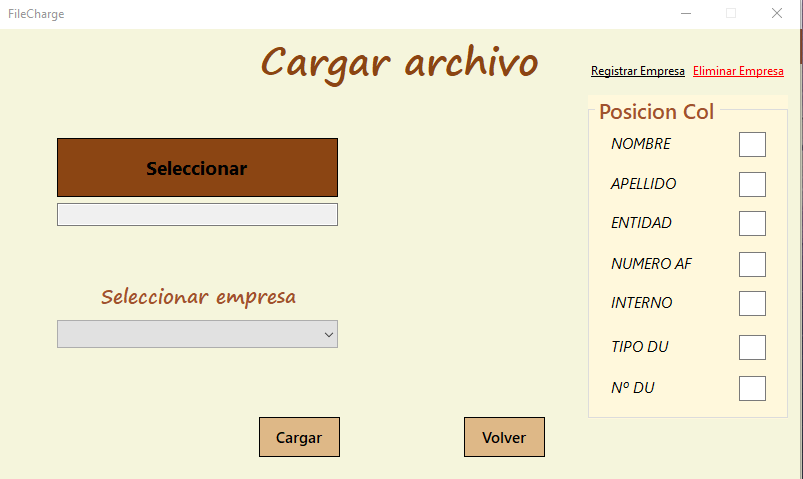 FileCharge
Cargar archivo
Registrar Empresa Eliminar Empresa
Posicion Col
NOMBRE
APELLIDO
ENTIDAD
NUMERO AF
INTERNO
TIPO DU
Nº DU
Seleccionar
Seleccionar empresa
Cargar
Volver